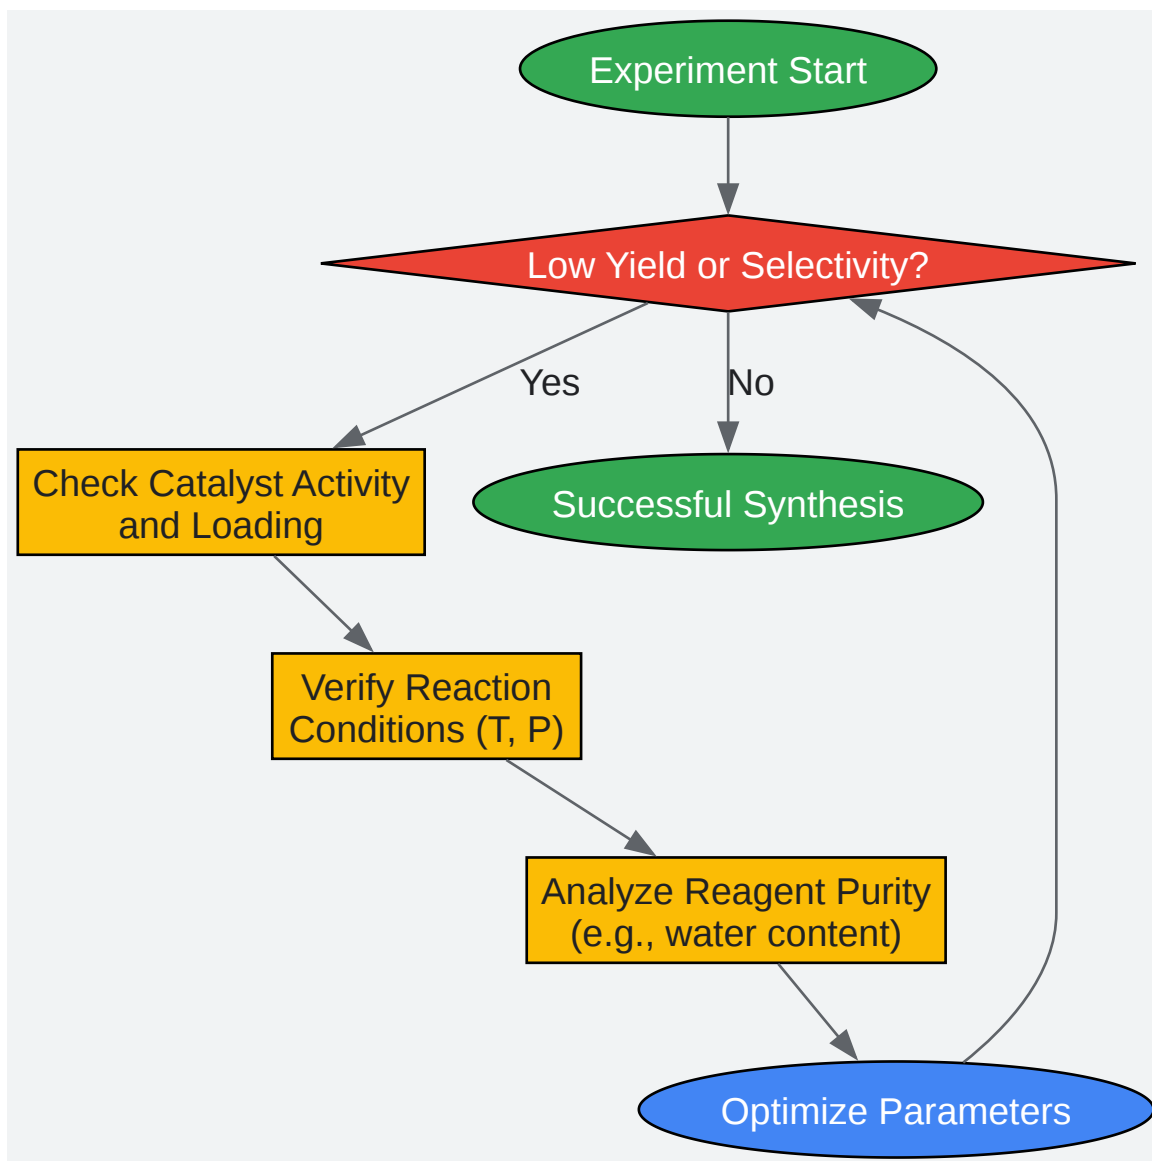 Experiment Start
Low Yield or Selectivity?
Yes
No
Check Catalyst Activity
and Loading
Successful Synthesis
Verify Reaction
Conditions (T, P)
Analyze Reagent Purity
(e.g., water content)
Optimize Parameters